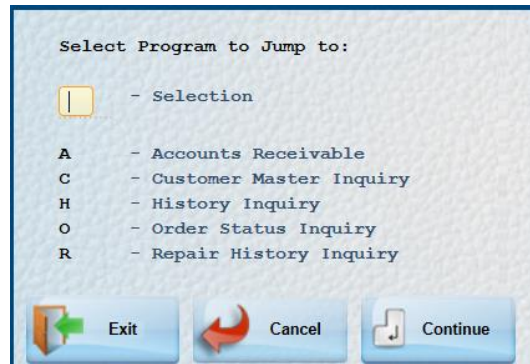 Select Program to Jump to:
- Selection
A - Accounts Receivable
C - Customer Master Inquiry
H - History Inquiry
O - Order Status Inquiry
R - Repair History Inquiry
Exit Cancel Continue